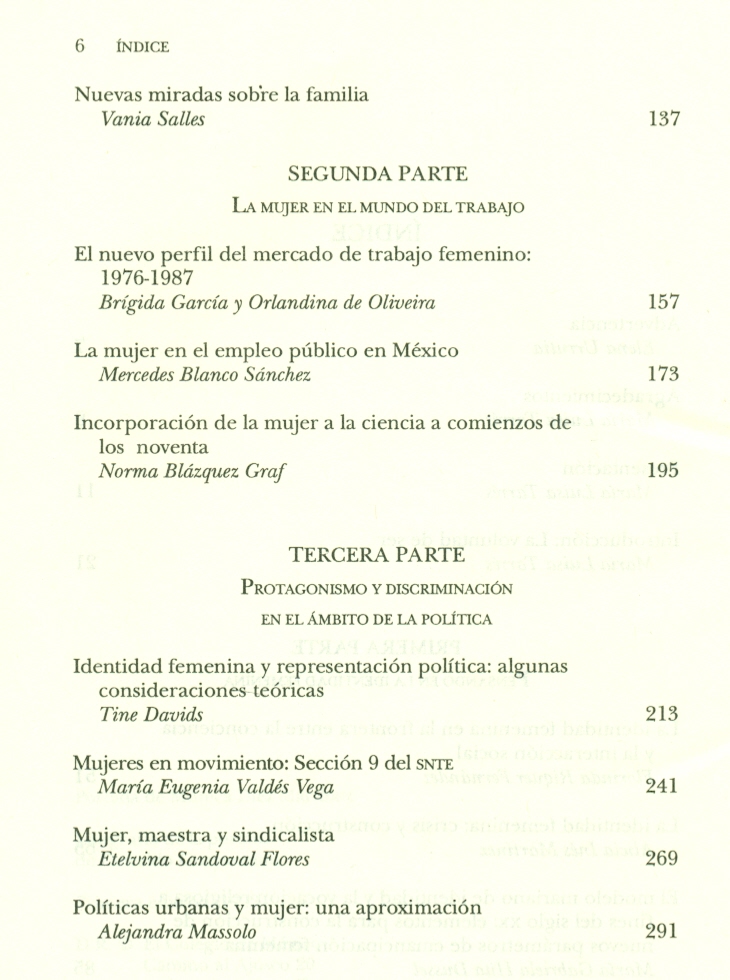 6 ÍNDICE
Nuevas miradas sobre la familia
Vania Salles 137
SEGUNDA PARTE
LA MUJER EN EL MUNDO DEL TRABAJO
El nuevo perfil del mercado de trabajo femenino:
1976-1987
Brígida García y Orlandina de Oliveira 157
La mujer en el empleo público en México
Mercedes Blanco Sánchez 173
Incorporación de la mujer a la ciencia a comienzos de
los noventa
Norma Blázquez Graf 195
TERCERA PARTE
PROTAGONISMO Y DISCRIMINACIÓN
EN EL ÁMBITO DE LA POLÍTICA
Identidad femenina y representación política: algunas
consideraciones teóricas
Tine Davids 213
Mujeres en movimiento: Sección 9 del SNTE
María Eugenia Valdés Vega 241
Mujer, maestra y sindicalista
Etelvina Sandoval Flores 269
Políticas urbanas y mujer: una aproximación
Alejandra Massolo 291